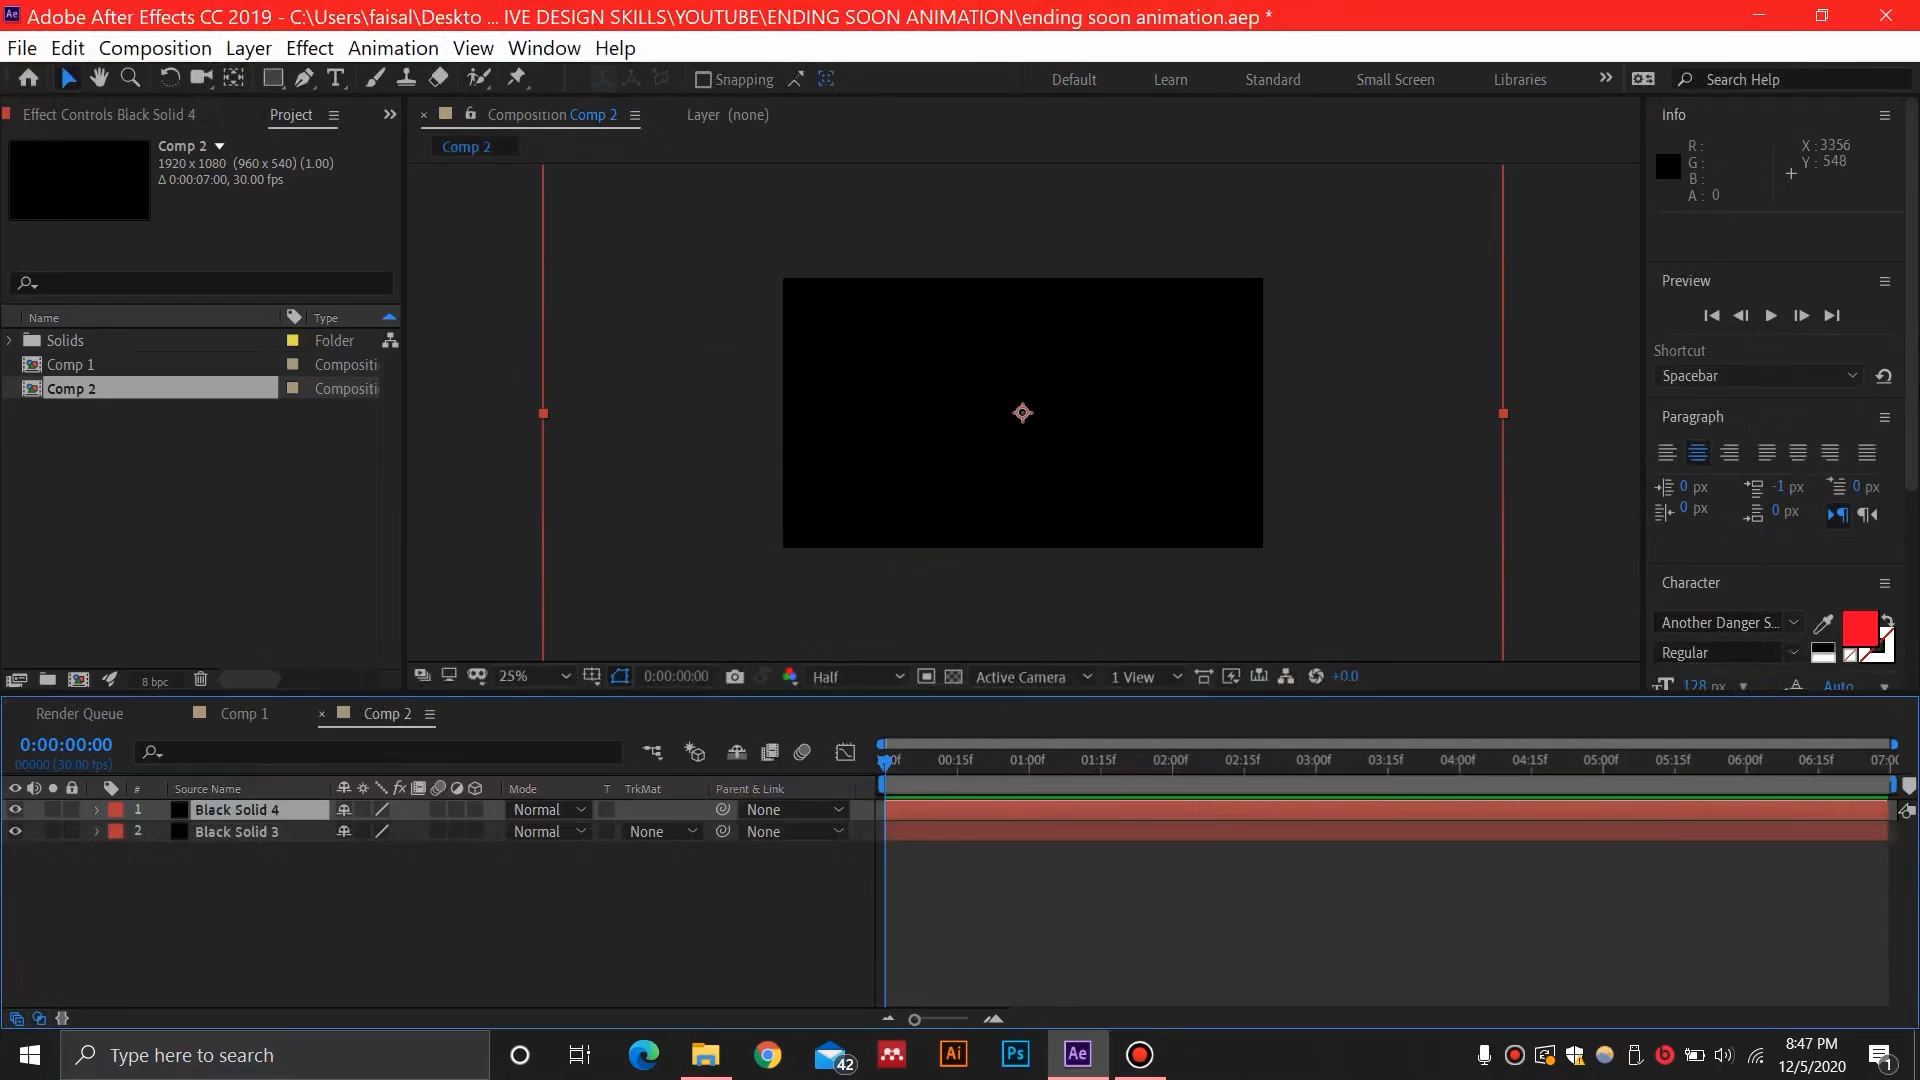 Adobe After Effects CC 2019 - C:\Users\faisal\Deskto ... IVE DESIGN SKILLS\YOUTUBE\ENDING SOON ANIMATION\ending soon animation.aep *
File Edit Composition Layer Effect Animation View Window Help
Snapping Default Learn Standard Small Screen Libraries Search Help
Effect Controls Black Solid 4 Project
Composition Comp 2 Layer (none)
Comp 2
Comp 2
1920 x 1080 (960 x 540) (1.00)
Δ 0:00:07:00, 30.00 fps
Name Type
Solids Folder
Comp 1 Compositi
Comp 2 Compositi
8 bpc
25% 0:00:00:00 Half Active Camera 1 View +0.0
Info
R :
G :
B :
A : 0
X : 3356
Y : 548
Preview
Shortcut
Spacebar
Paragraph
0 px -1 px 0 px
0 px 0 px
Character
Another Danger S...
Regular
128 px Auto
Render Queue Comp 1 Comp 2
0:00:00:00
00000 (30.00 fps)
00f 00:15f 01:00f 01:15f 02:00f 02:15f 03:00f 03:15f 04:00f 04:15f 05:00f 05:15f 06:00f 06:15f 07:00
# Source Name fx Mode T TrkMat Parent & Link
1 Black Solid 4 Normal None
2 Black Solid 3 Normal None None
Type here to search
42
Ai Ps Ae
8:47 PM
12/5/2020
1